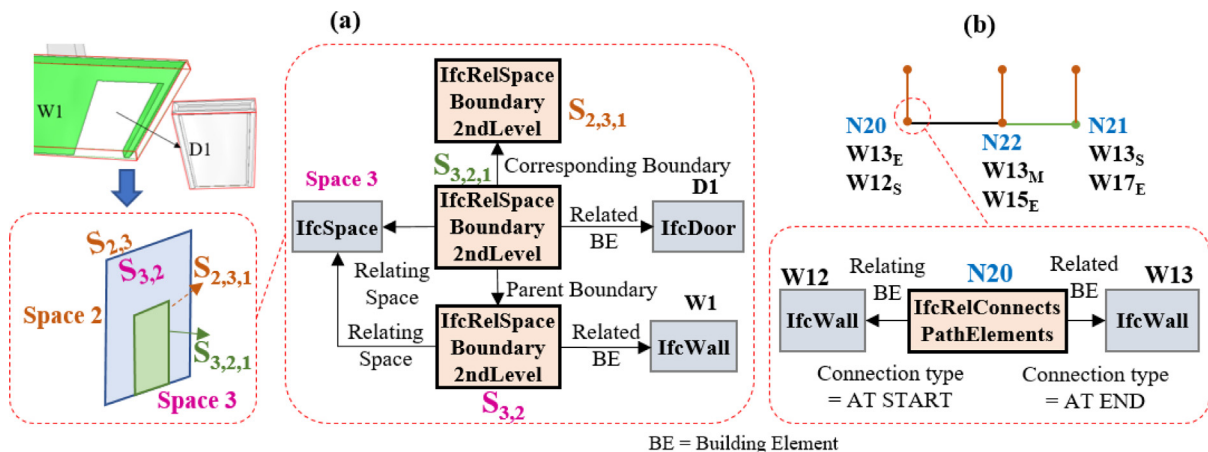 (a)
W1
D1
S2,3
S3,2
S2,3,1
Space 2
S3,2,1
Space 3
IfcRelSpace
Boundary
2ndLevel
S2,3,1
S3,2,1
Corresponding Boundary
Space 3
D1
IfcSpace
IfcRelSpace
Boundary
2ndLevel
Related
BE
IfcDoor
Relating
Space
Parent Boundary
W1
Relating
Space
IfcRelSpace
Boundary
2ndLevel
Related
BE
IfcWall
S3,2
(b)
N20
W13E
W12S
N22
W13M
W15E
N21
W13S
W17E
W12
Relating
BE
N20
Related
BE
W13
IfcWall
IfcRelConnects
PathElements
IfcWall
Connection type
= AT START
Connection type
= AT END
BE = Building Element